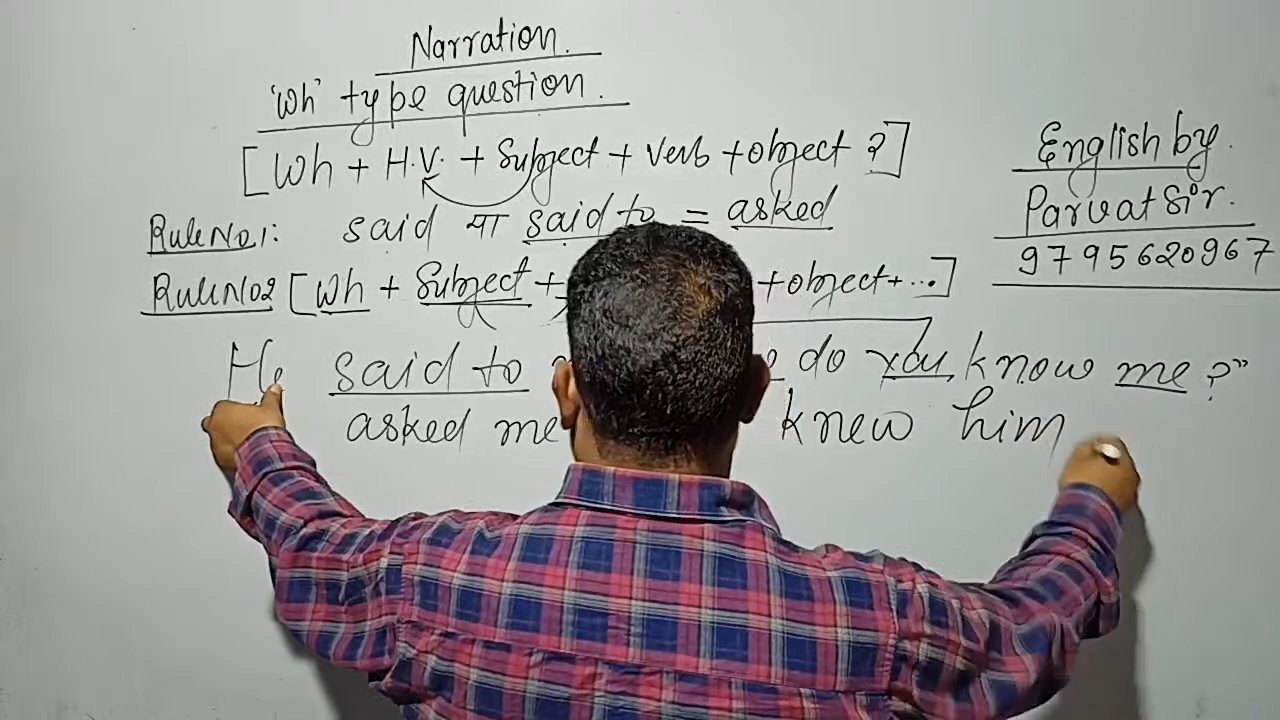 Narration.
'Wh' type question.
[Wh + H.V. + Subject + Verb + object ?]
English by
Parvat Sir.
9795620967
Rule No 1: said या said to = asked
Rule No 2 [Wh + Subject + + object + ...]
He said to do you know me ?"
asked me knew him